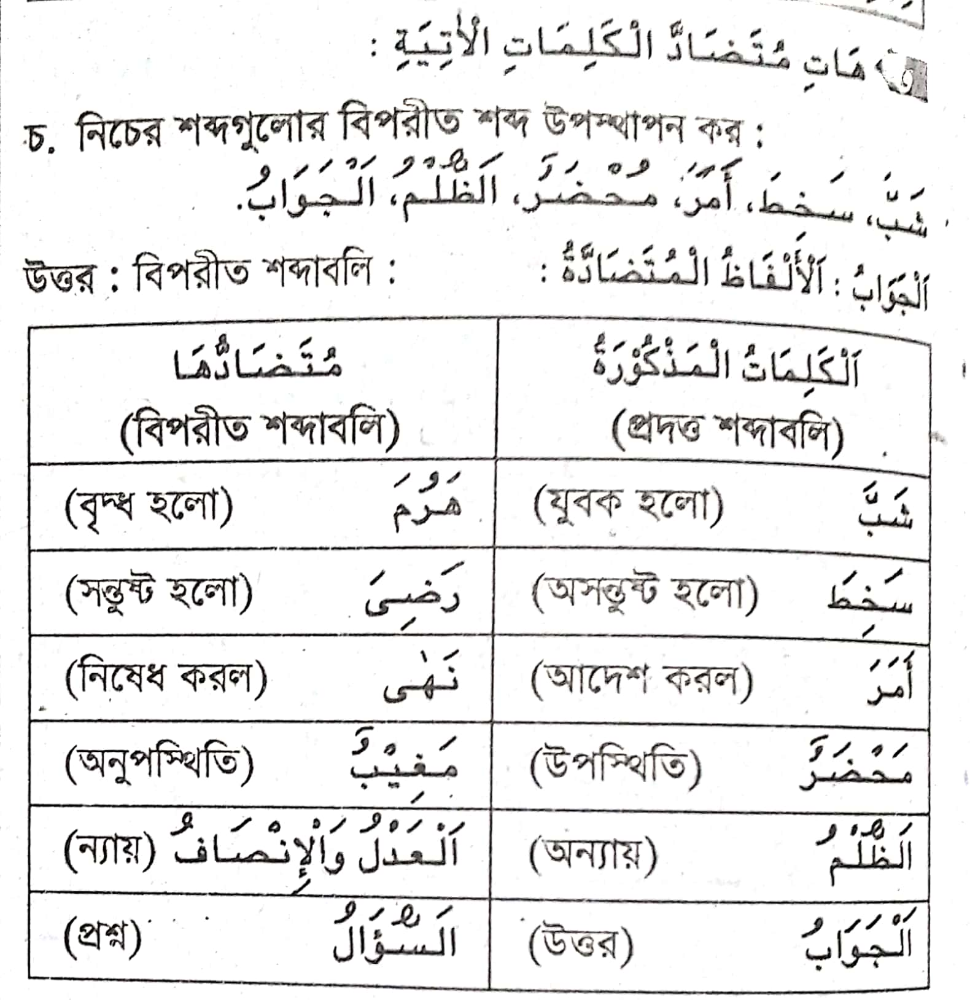 هَاتِ مُتَضَادَّ الْكَلِمَاتِ الْأٰتِيَةِ :
চ. নিচের শব্দগুলোর বিপরীত শব্দ উপস্থাপন কর :
شَبَّ، سَخِطَ، أَمَرَ، مُحْضَرٌ، اَلظُّلْمُ، اَلْجَوَابُ.
اَلْجَوَابُ : اَلْأَلْفَاظُ الْمُتَضَادَّةُ : উত্তর : বিপরীত শব্দাবলি :
اَلْكَلِمَاتُ الْمَذْكُوْرَةُ مُتَضَادُّهَا
(প্রদত্ত শব্দাবলি) (বিপরীত শব্দাবলি)
شَبَّ (যুবক হলো) هَرُمَ (বৃদ্ধ হলো)
سَخِطَ (অসন্তুষ্ট হলো) رَضِىَ (সন্তুষ্ট হলো)
أَمَرَ (আদেশ করল) نَهٰى (নিষেধ করল)
مَحْضَرٌ (উপস্থিতি) مَغِيْبٌ (অনুপস্থিতি)
اَلظُّلْمُ (অন্যায়) اَلْعَدْلُ وَالْإِنْصَافُ (ন্যায়)
اَلْجَوَابُ (উত্তর) اَلسُّؤَالُ (প্রশ্ন)